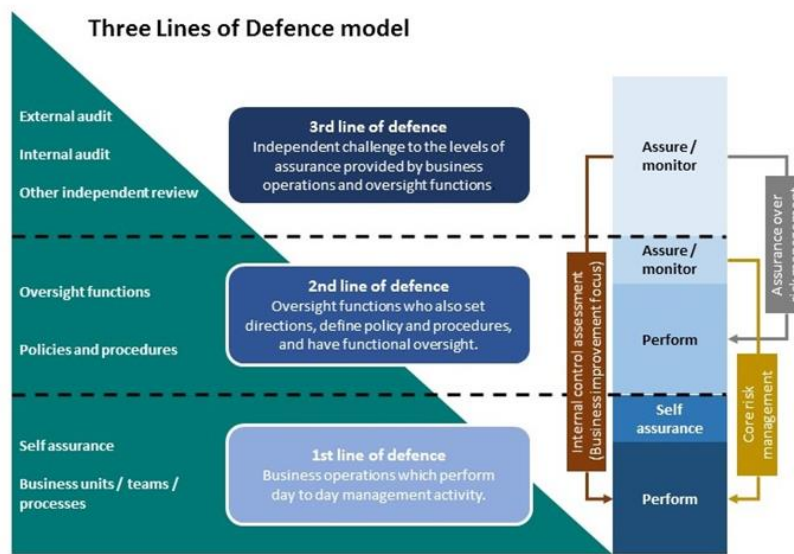 Three Lines of Defence model
External audit
Internal audit
Other independent review
3rd line of defence
Independent challenge to the levels of
assurance provided by business
operations and oversight functions.
Oversight functions
Policies and procedures
2nd line of defence
Oversight functions who also set
directions, define policy and procedures,
and have functional oversight.
Self assurance
Business units / teams /
processes
1st line of defence
Business operations which perform
day to day management activity.
Assure /
monitor
Assure /
monitor
Perform
Self
assurance
Perform
Internal control assessment
(Business improvement focus)
Assurance over
Core risk
management